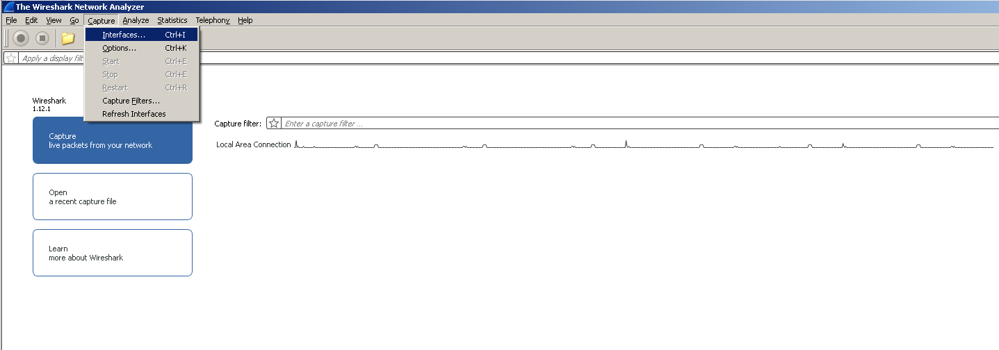 The Wireshark Network Analyzer
File Edit View Go Capture Analyze Statistics Telephony Help
Interfaces... Ctrl+I
Options... Ctrl+K
Apply a display filt
Start Ctrl+E
Stop Ctrl+E
Restart Ctrl+R
Capture Filters...
Refresh Interfaces
Wireshark
1.12.1
Capture
live packets from your network
Open
a recent capture file
Learn
more about Wireshark
Capture filter: Enter a capture filter ...
Local Area Connection